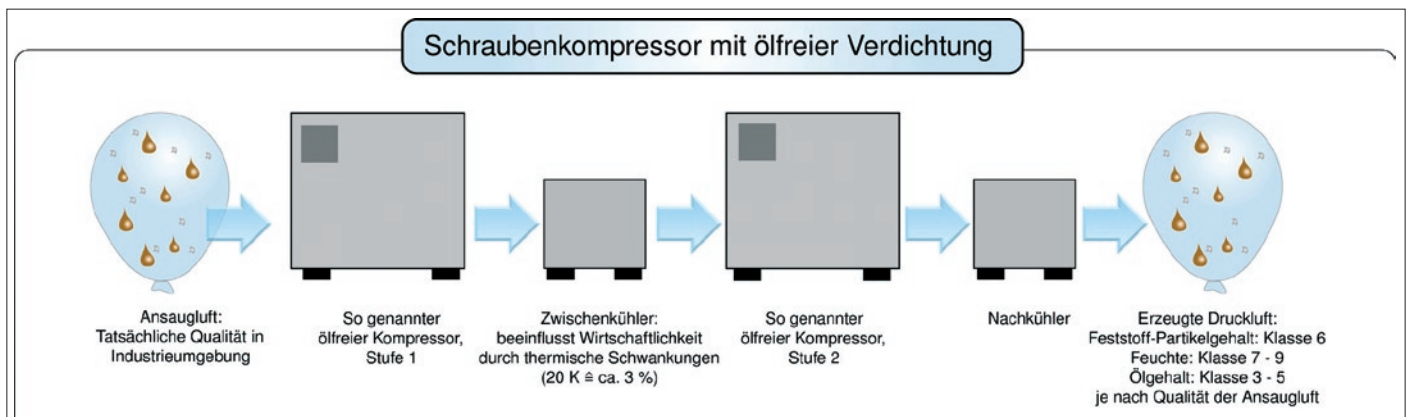 Schraubenkompressor mit ölfreier Verdichtung
Ansaugluft:
Tatsächliche Qualität in
Industrieumgebung
So genannter
ölfreier Kompressor,
Stufe 1
Zwischenkühler:
beeinflusst Wirtschaftlichkeit
durch thermische Schwankungen
(20 K ≙ ca. 3 %)
So genannter
ölfreier Kompressor,
Stufe 2
Nachkühler
Erzeugte Druckluft:
Feststoff-Partikelgehalt: Klasse 6
Feuchte: Klasse 7 - 9
Ölgehalt: Klasse 3 - 5
je nach Qualität der Ansaugluft